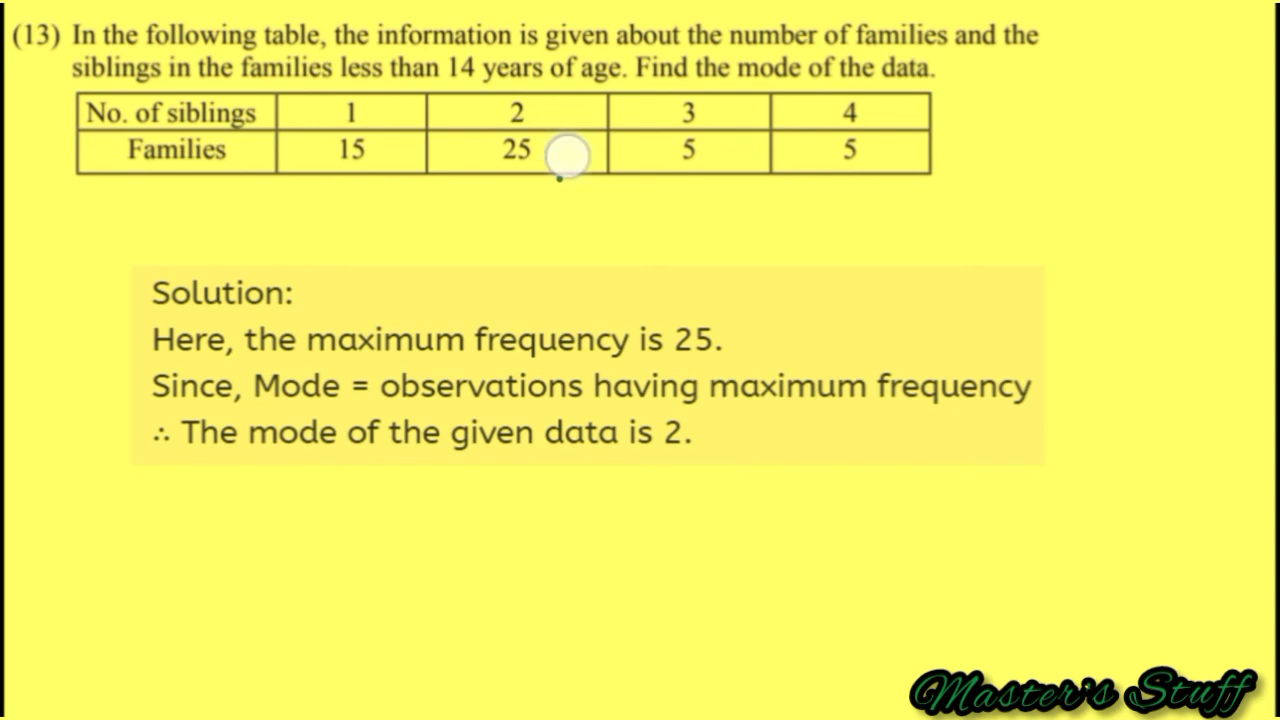 (13) In the following table, the information is given about the number of families and the
siblings in the families less than 14 years of age. Find the mode of the data.
No. of siblings 1 2 3 4
Families 15 25 5 5
Solution:
Here, the maximum frequency is 25.
Since, Mode = observations having maximum frequency
∴ The mode of the given data is 2.
Master's Stuff